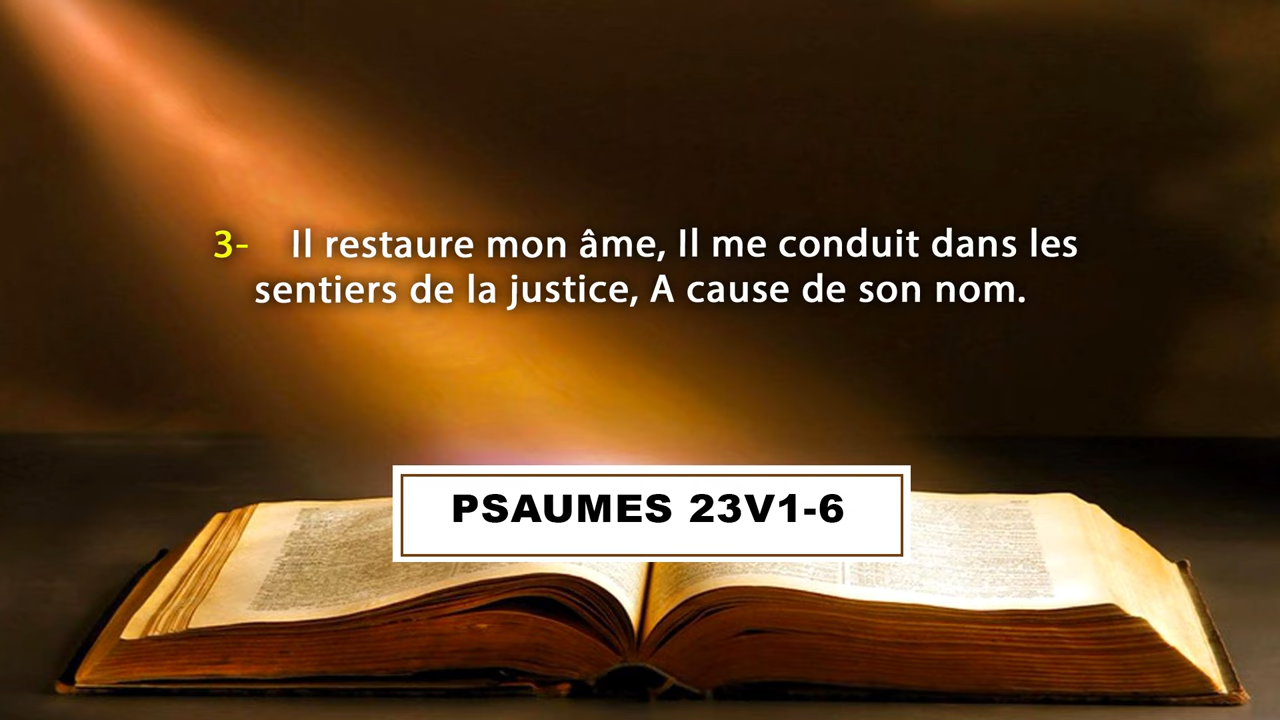 3- Il restaure mon âme, Il me conduit dans les
sentiers de la justice, A cause de son nom.
PSAUMES 23V1-6